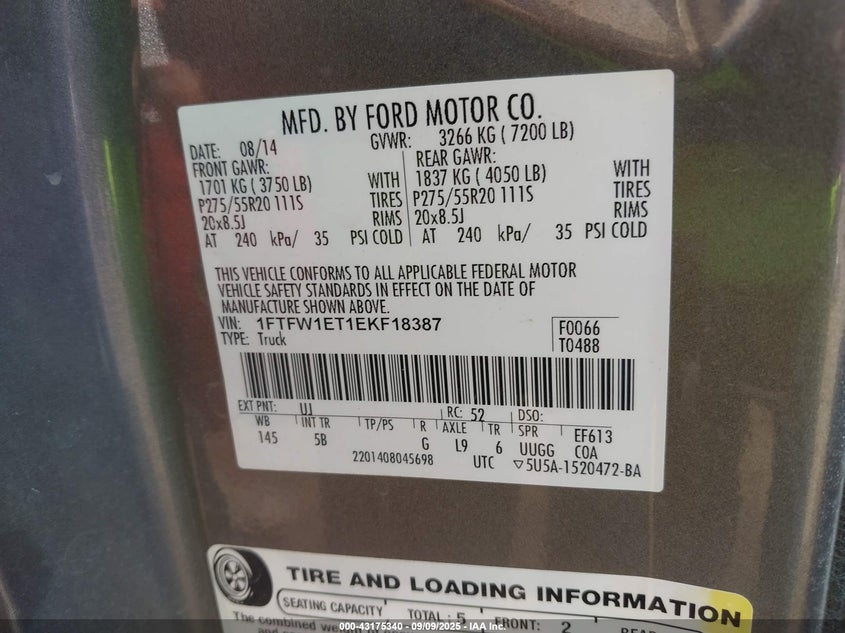 MFD. BY FORD MOTOR CO.
DATE: 08/14 GVWR: 3266 KG ( 7200 LB)
FRONT GAWR: REAR GAWR:
1701 KG ( 3750 LB) WITH 1837 KG ( 4050 LB) WITH
P275/55R20 111S TIRES P275/55R20 111S TIRES
20x8.5J RIMS 20x8.5J RIMS
AT 240 kPa/ 35 PSI COLD AT 240 kPa/ 35 PSI COLD
THIS VEHICLE CONFORMS TO ALL APPLICABLE FEDERAL MOTOR
VEHICLE SAFETY STANDARDS IN EFFECT ON THE DATE OF
MANUFACTURE SHOWN ABOVE.
VIN: 1FTFW1ET1EKF18387 F0066
TYPE: Truck T0488
EXT PNT: UJ RC: 52 DSO:
WB INT TR TP/PS R AXLE TR SPR EF613
145 5B G L9 6 UUGG COA
2201408045698 UTC ▽5U5A-1520472-BA
TIRE AND LOADING INFORMATION
SEATING CAPACITY TOTAL : 5 FRONT: 2
The combined weight of
000-43175340 - 09/09/2025 - IAA Inc.